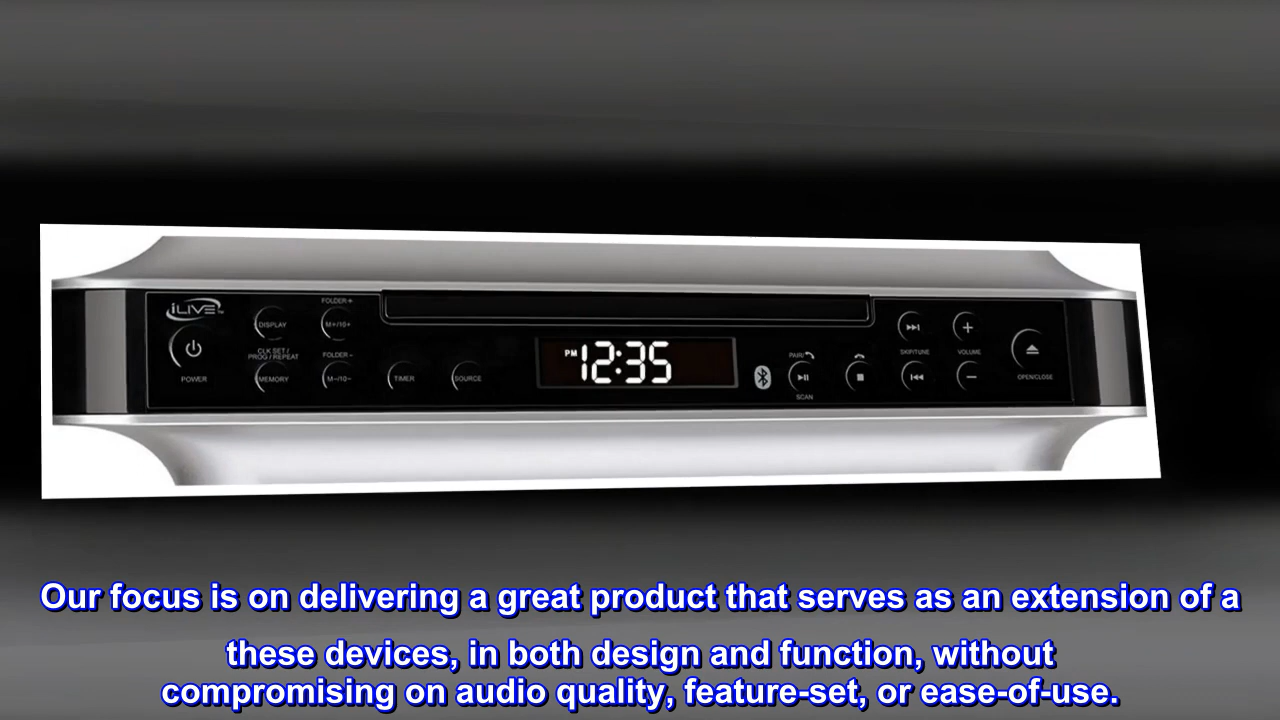 iLIVE
FOLDER +
DISPLAY
M+/10+
CLK SET /
PROG / REPEAT
FOLDER –
POWER
MEMORY
M–/10–
TIMER
SOURCE
PM 12:35
PAIR/
SCAN
SKIP/TUNE
VOLUME
OPEN/CLOSE
Our focus is on delivering a great product that serves as an extension of a
these devices, in both design and function, without
compromising on audio quality, feature-set, or ease-of-use.